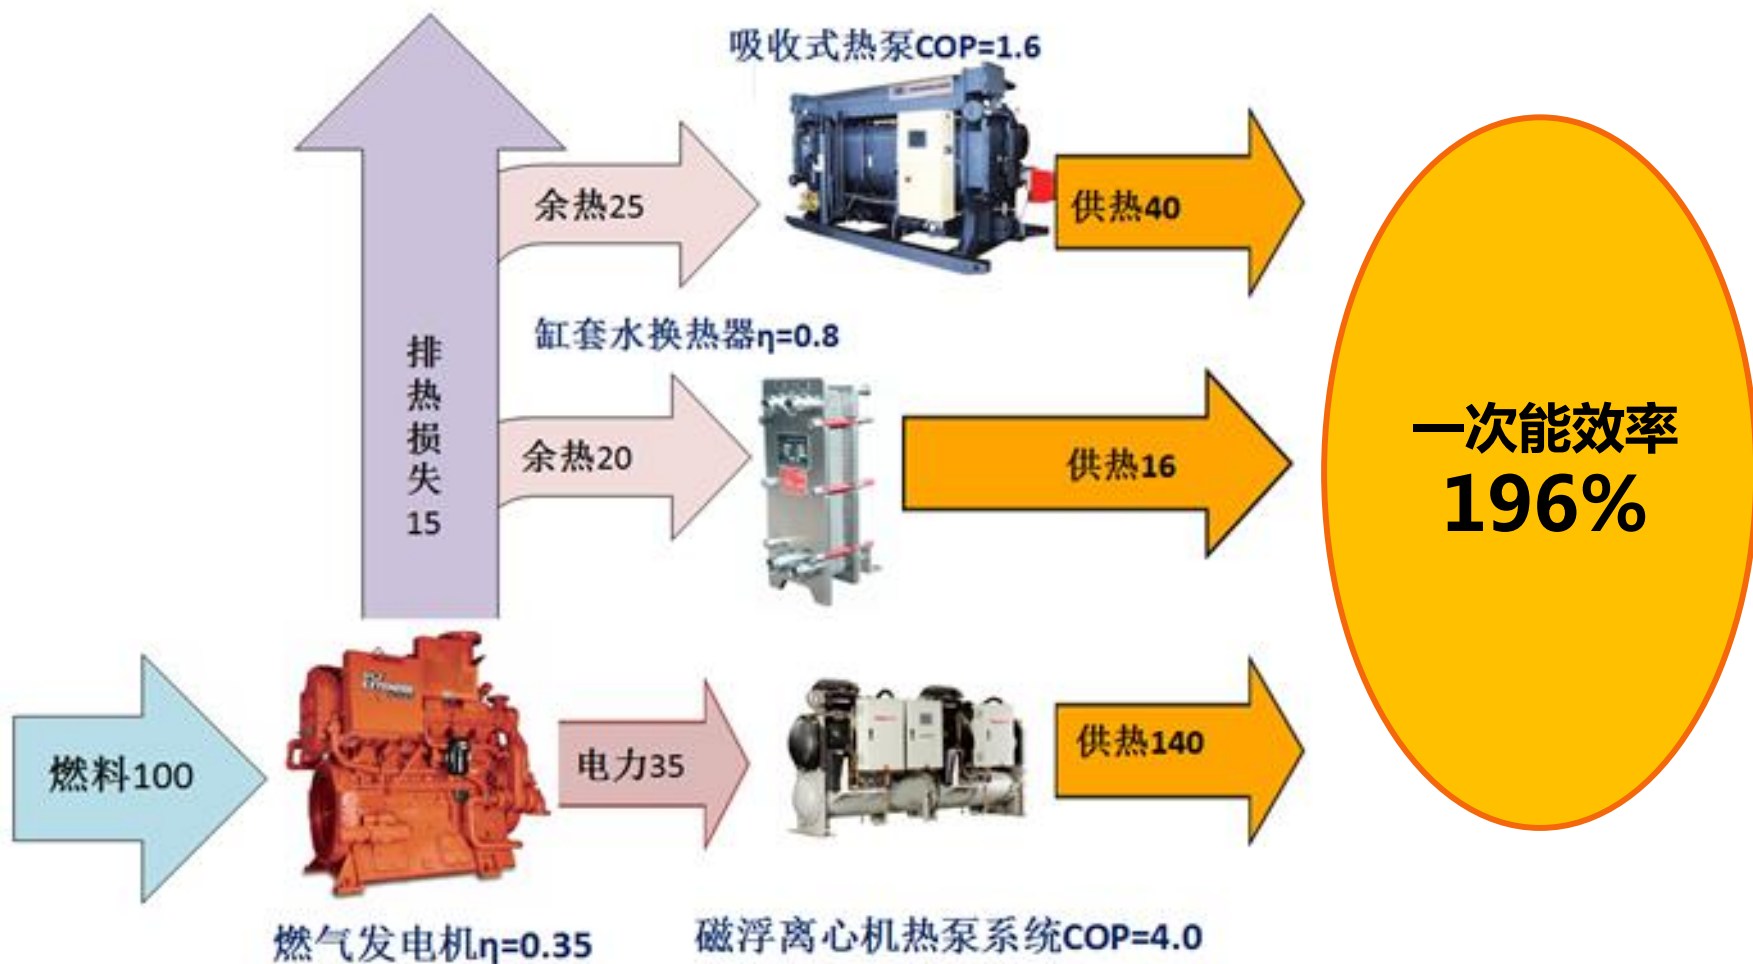 吸收式热泵COP=1.6
余热25
供热40
缸套水换热器η=0.8
排
热
损
失
15
余热20
供热16
一次能效率
196%
燃料100
电力35
供热140
燃气发电机η=0.35
磁浮离心机热泵系统COP=4.0